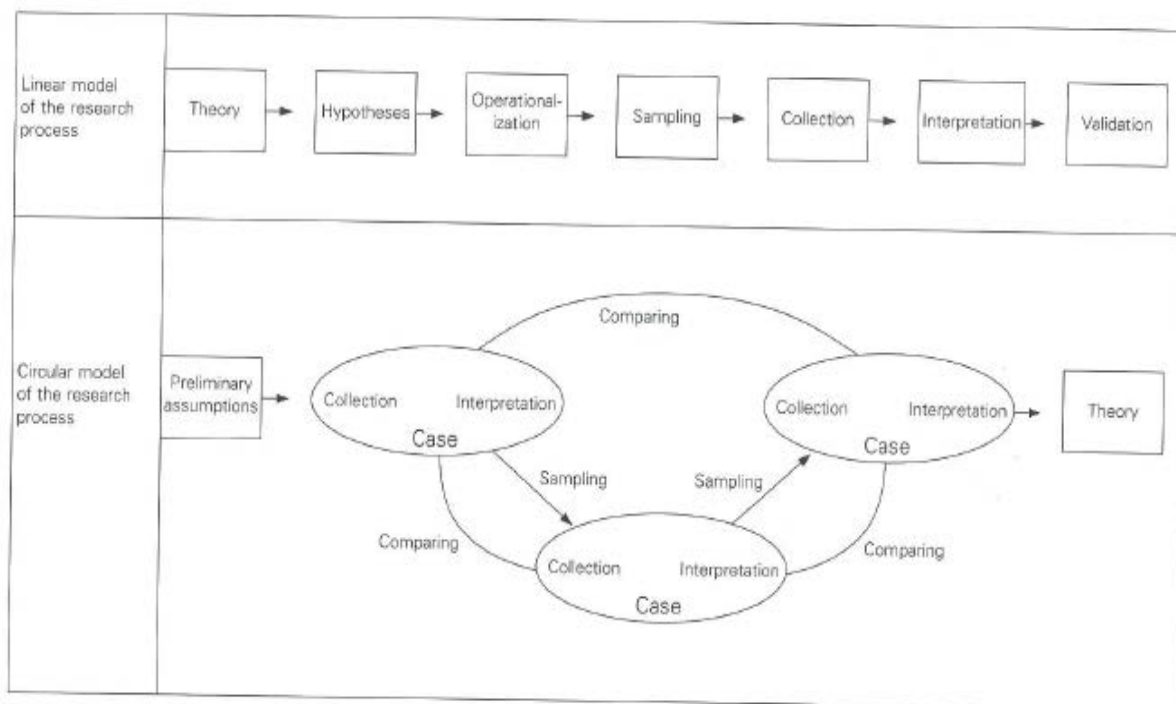 Linear model
of the research
process
Theory
Hypotheses
Operational-
ization
Sampling
Collection
Interpretation
Validation
Circular model
of the research
process
Preliminary
assumptions
Comparing
Collection Interpretation
Case
Collection Interpretation
Case
Theory
Sampling
Sampling
Comparing
Comparing
Collection Interpretation
Case